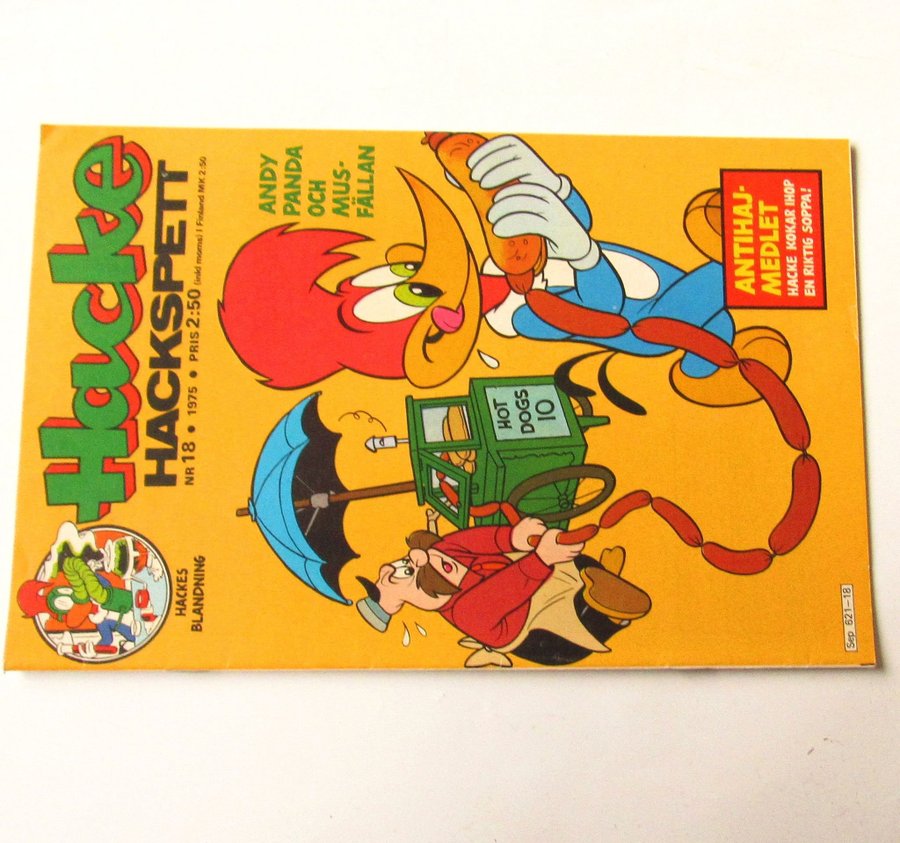 Hacke
HACKSPETT
NR 18 • 1975 • PRIS 2:50 (inkl moms) I Finland MK 2:50
HACKES
BLANDNING
ANDY
PANDA
OCH
MUS-
FÄLLAN
HOT
DOGS
10
ANTIHAJ-
MEDLET
HACKE KOKAR IHOP
EN RIKTIG SOPPA!
Sep 621-18